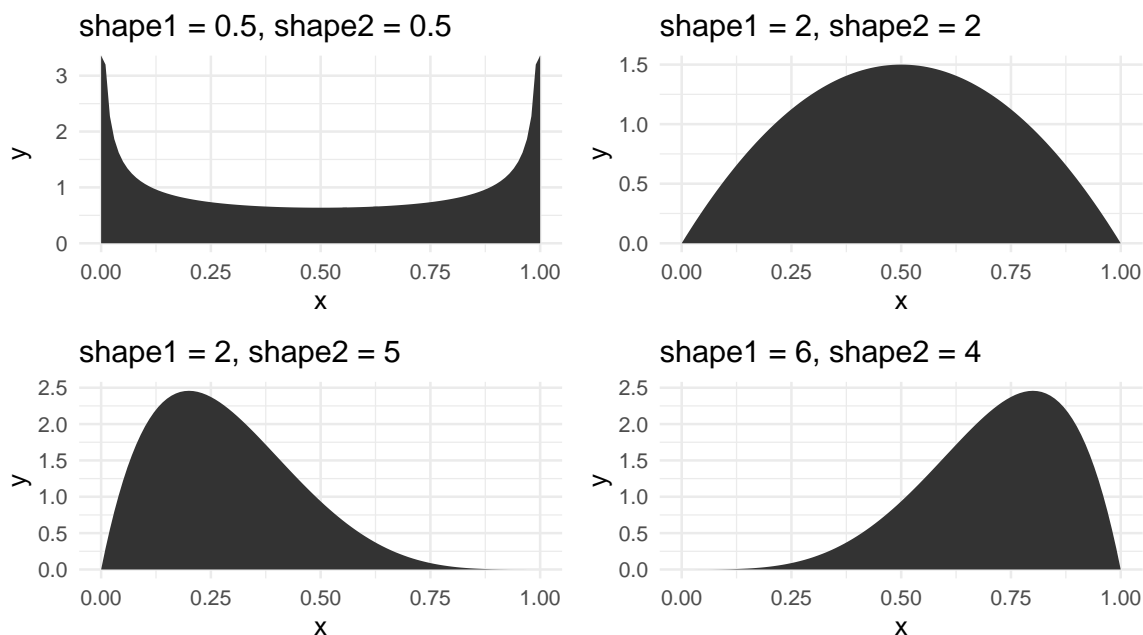 shape1 = 0.5, shape2 = 0.5
3
2
1
0
y
0.00 0.25 0.50 0.75 1.00
x
shape1 = 2, shape2 = 2
1.5
1.0
0.5
0.0
y
0.00 0.25 0.50 0.75 1.00
x
shape1 = 2, shape2 = 5
2.5
2.0
1.5
1.0
0.5
0.0
y
0.00 0.25 0.50 0.75 1.00
x
shape1 = 6, shape2 = 4
2.5
2.0
1.5
1.0
0.5
0.0
y
0.00 0.25 0.50 0.75 1.00
x